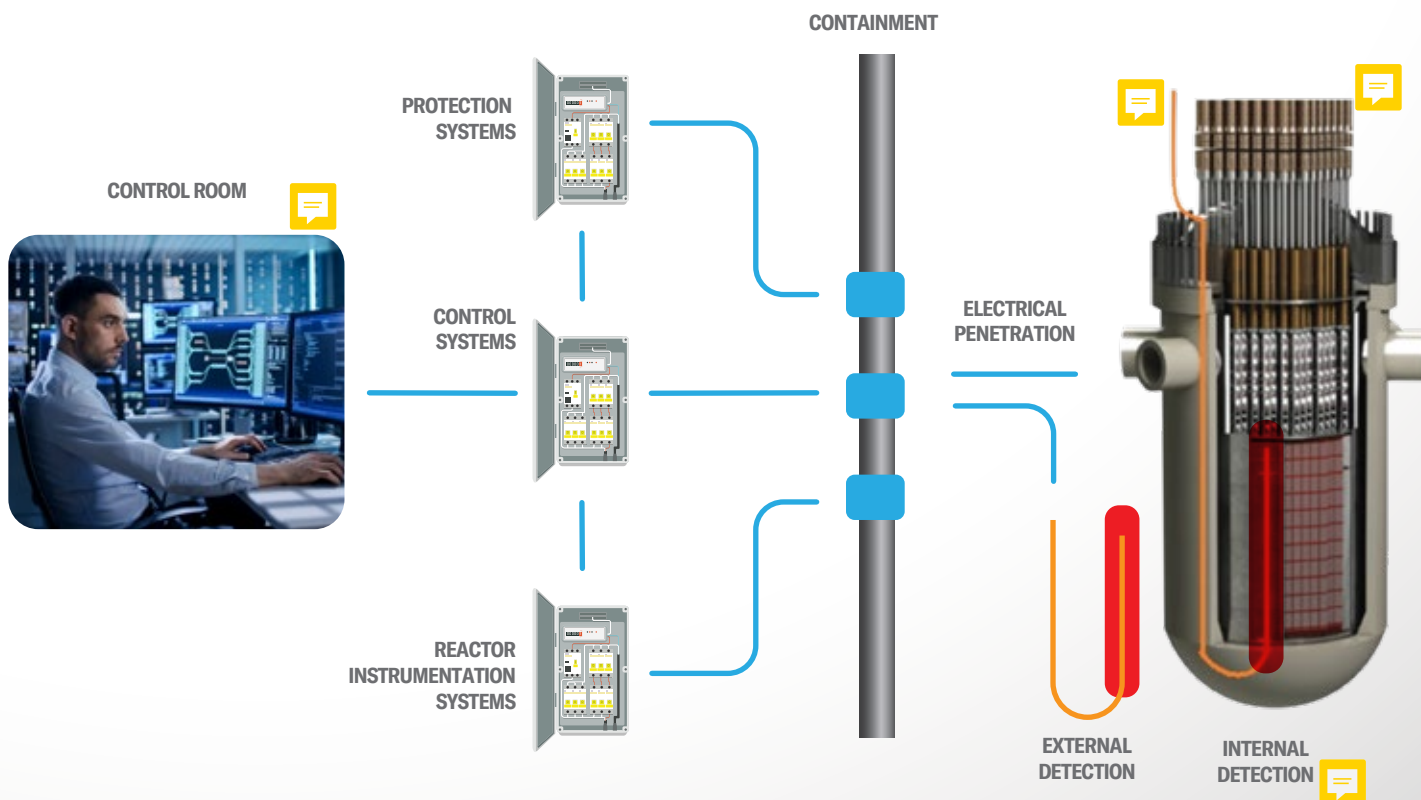 CONTAINMENT
PROTECTION
SYSTEMS
CONTROL ROOM
CONTROL
SYSTEMS
ELECTRICAL
PENETRATION
REACTOR
INSTRUMENTATION
SYSTEMS
EXTERNAL
DETECTION
INTERNAL
DETECTION